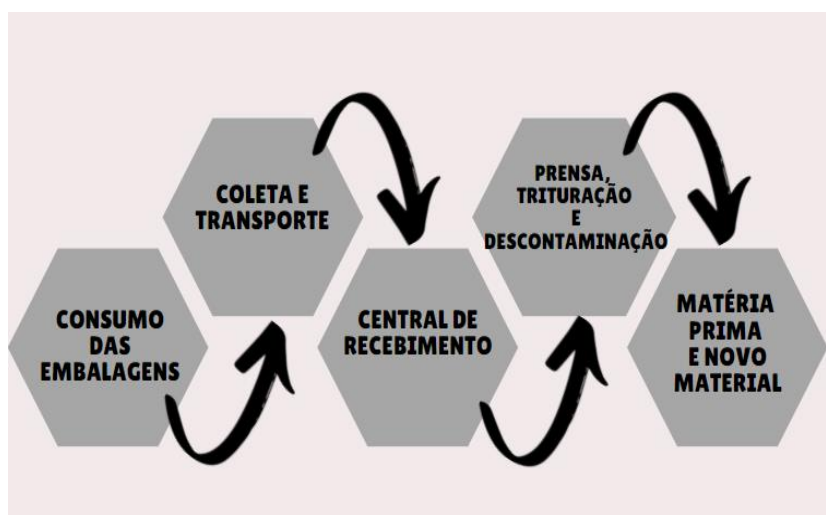 CONSUMO
DAS
EMBALAGENS
COLETA E
TRANSPORTE
CENTRAL DE
RECEBIMENTO
PRENSA,
TRITURAÇÃO
E
DESCONTAMINAÇÃO
MATÉRIA
PRIMA
E NOVO
MATERIAL